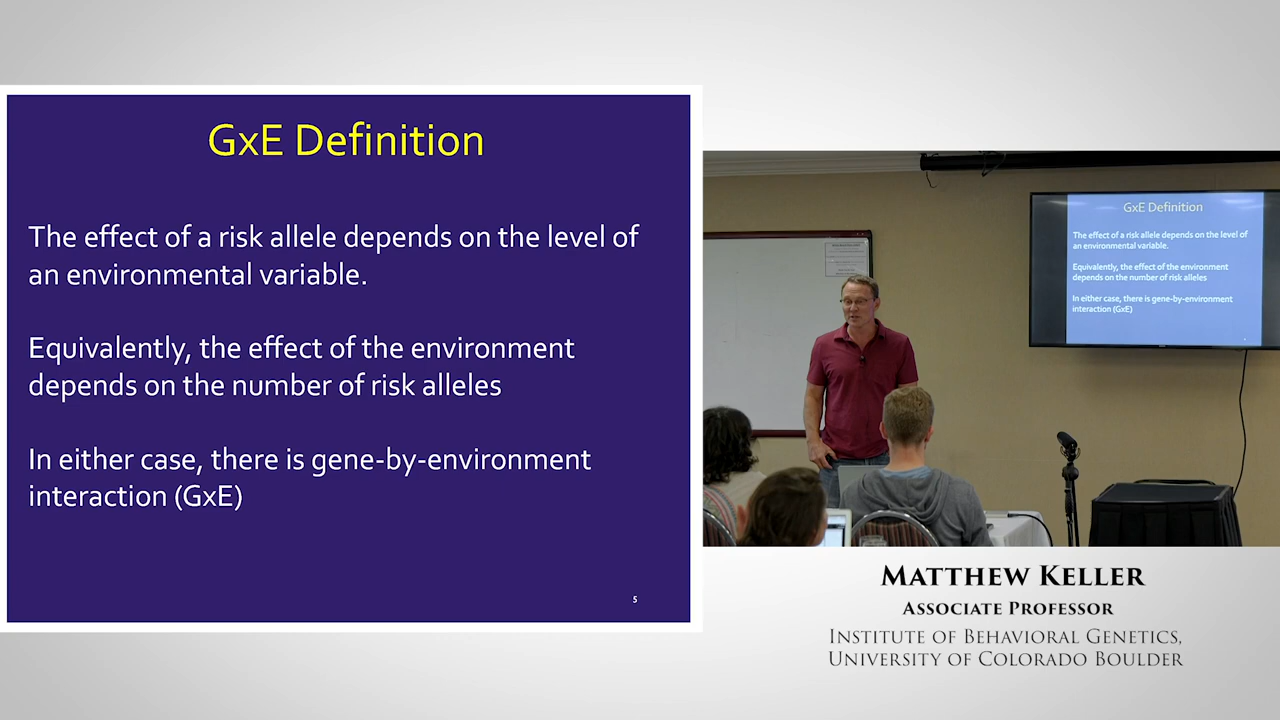 GxE Definition
The effect of a risk allele depends on the level of
an environmental variable.
Equivalently, the effect of the environment
depends on the number of risk alleles
In either case, there is gene-by-environment
interaction (GxE)
5
GxE Definition
The effect of a risk allele depends on the level of
an environmental variable.
Equivalently, the effect of the environment
depends on the number of risk alleles
In either case, there is gene-by-environment
interaction (GxE)
Matthew Keller
Associate Professor
Institute of Behavioral Genetics,
University of Colorado Boulder